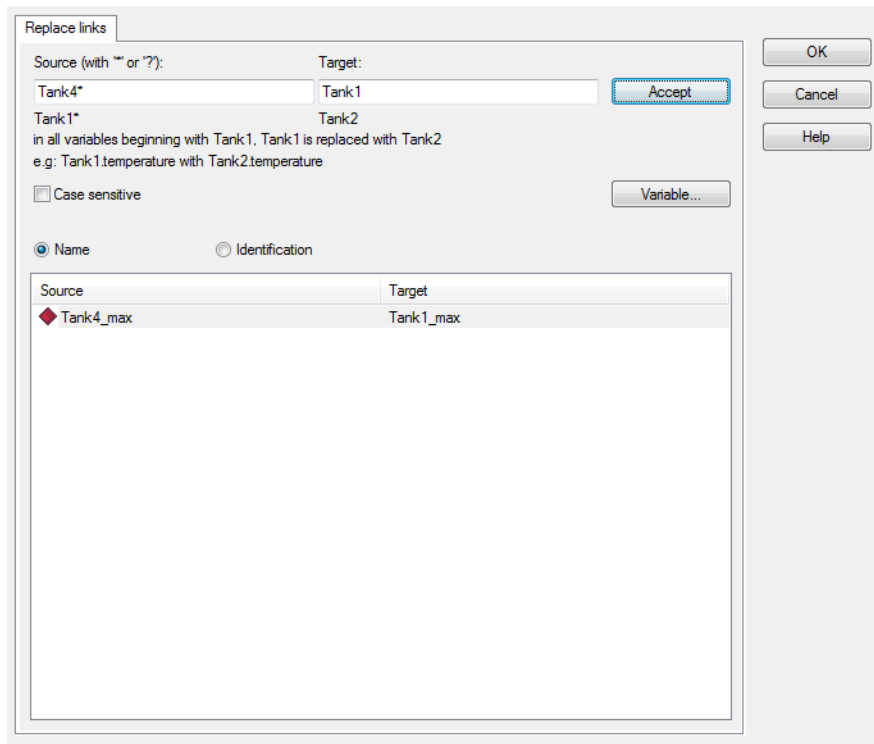 Replace links
Source (with '*' or '?'): Target:
Tank4* Tank1 Accept
Tank1* Tank2
in all variables beginning with Tank1, Tank1 is replaced with Tank2
e.g: Tank1.temperature with Tank2.temperature
Case sensitive Variable...
Name Identification
Source Target
Tank4_max Tank1_max
OK
Cancel
Help